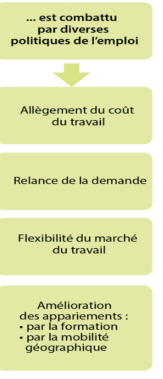 ... est combattu
par diverses
politiques de l'emploi
Allègement du coût
du travail
Relance de la demande
Flexibilité du marché
du travail
Amélioration
des appariements :
• par la formation
• par la mobilité
géographique